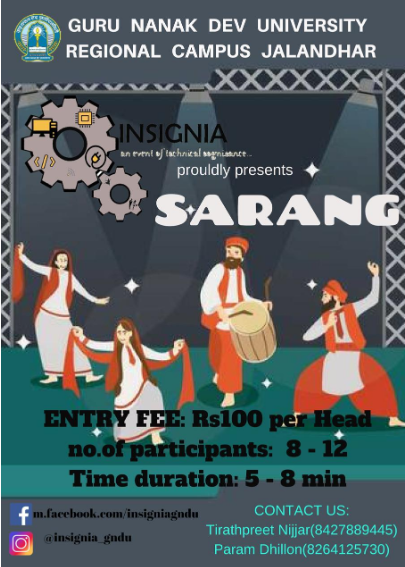 GURU NANAK DEV UNIVERSITY
REGIONAL CAMPUS JALANDHAR
INSIGNIA
an event of technical cognizance..
prouldly presents
SARANG
ENTRY FEE: Rs100 per Head
no.of participants: 8 - 12
Time duration: 5 - 8 min
m.facebook.com/insigniagndu
@insignia_gndu
CONTACT US:
Tirathpreet Nijjar(8427889445)
Param Dhillon(8264125730)